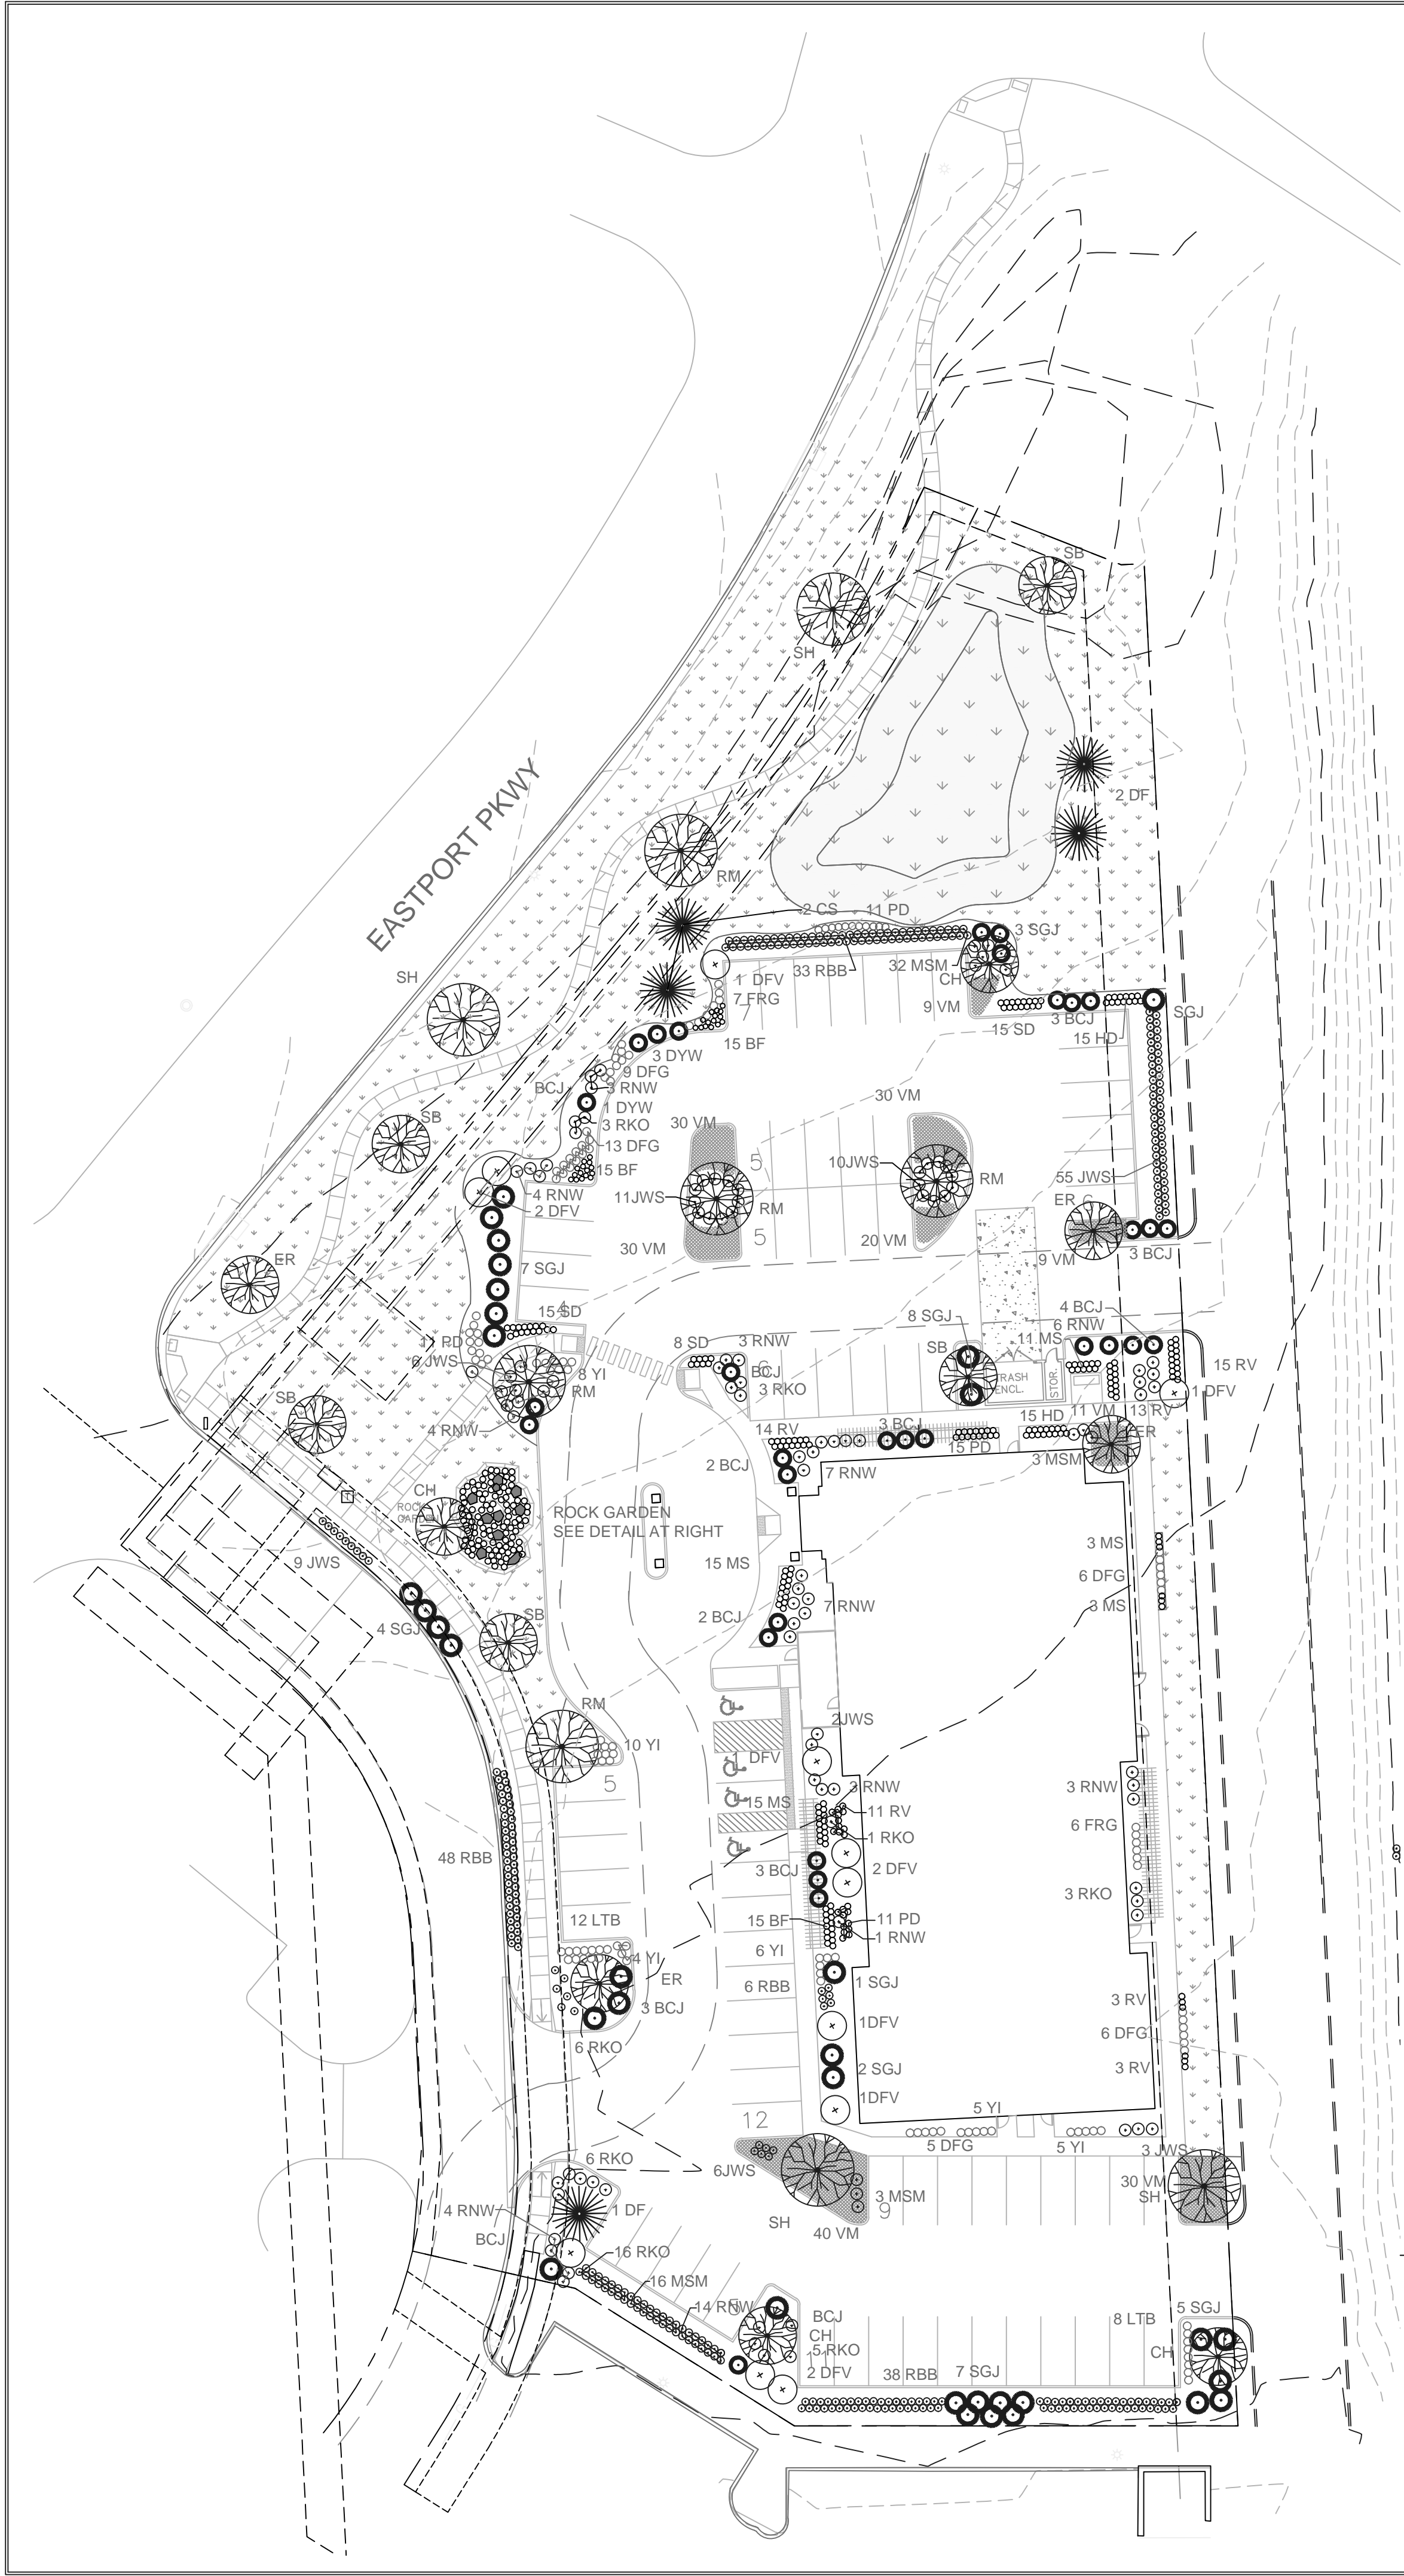 SB
SH
2 DF
EASTPORT PKWY
RM
2 CS
11 PD
3 SGJ
SH
33 RBB
32 MSM
CH
1 DFV
7 FRG
7
9 VM
15 SD
3 BCJ
SGJ
15 HD
15 BF
3 DYW
9 DFG
BCJ
3 RNW
30 VM
1 DYW
SB
3 RKO
30 VM
13 DFG
5
10JWS
15 BF
RM
55 JWS
4 RNW
11JWS
RM
ER
6
2 DFV
5
20 VM
30 VM
3 BCJ
ER
9 VM
7 SGJ
4 BCJ
15 SD
8 SGJ
6 RNW
11 MS
PD
8 SD
3 RNW
SB
6 JWS
6
15 RV
8 YI
BCJ
TRASH
ENCL.
STOR.
RM
3 RKO
1 DFV
SB
11 VM
13 RV
4 RNW
14 RV
3 BCJ
15 HD
ER
15 PD
2 BCJ
7 RNW
3 MSM
CH
ROCK GARDEN
SEE DETAIL AT RIGHT
9 JWS
15 MS
3 MS
6 DFG
3 MS
SB
2 BCJ
7 RNW
4 SGJ
RM
2JWS
10 YI
1 DFV
5
3 RNW
3 RNW
15 MS
11 RV
6 FRG
1 RKO
48 RBB
3 BCJ
2 DFV
3 RKO
12 LTB
15 BF
11 PD
1 RNW
4 YI
6 YI
ER
6 RBB
1 SGJ
3 BCJ
3 RV
1DFV
6 DFG
6 RKO
2 SGJ
3 RV
1DFV
5 YI
12
5 DFG
5 YI
3 JWS
6 RKO
6JWS
30 VM
3 MSM
SH
4 RNW
1 DF
9
SH
40 VM
BCJ
16 RKO
16 MSM
14 RNW
5 SGJ
BCJ
8 LTB
CH
5 RKO
CH
2 DFV
38 RBB
7 SGJ